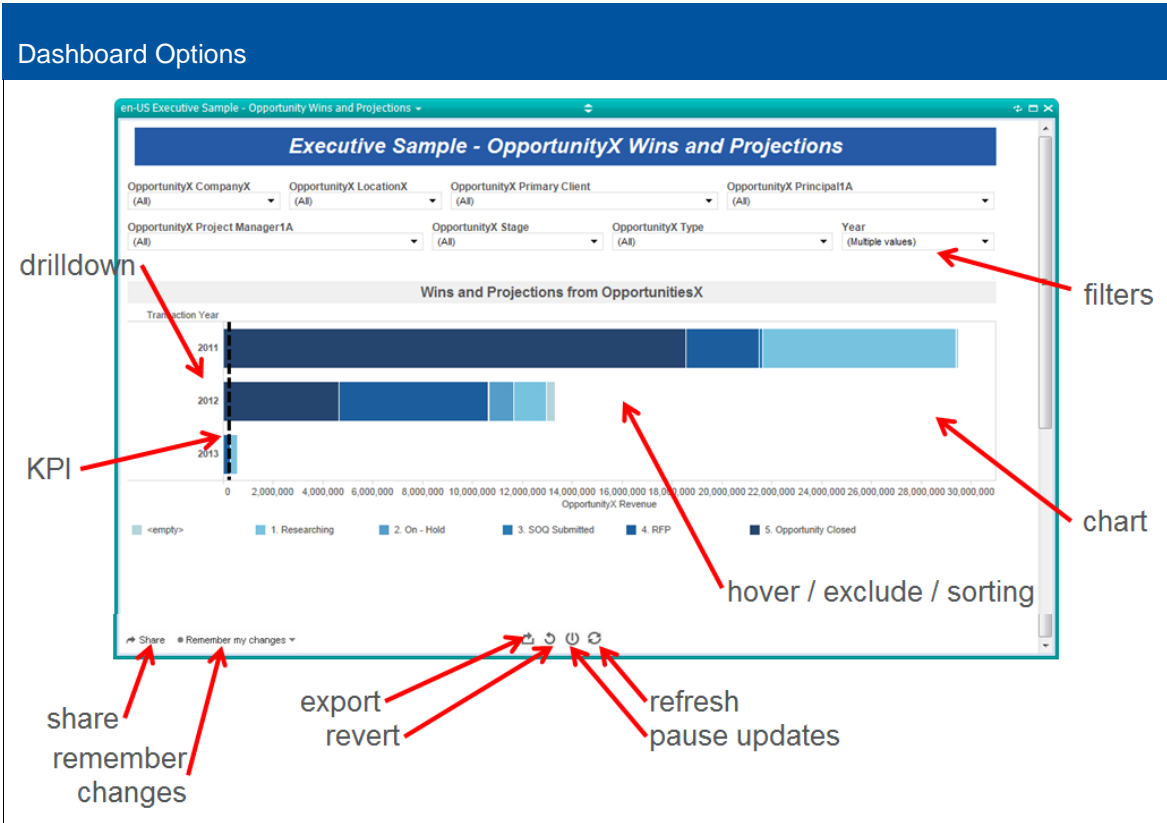 Dashboard Options
en-US Executive Sample - Opportunity Wins and Projections
Executive Sample - OpportunityX Wins and Projections
OpportunityX CompanyX OpportunityX LocationX OpportunityX Primary Client OpportunityX Principal1A
(All) (All) (All) (All)
OpportunityX Project Manager1A OpportunityX Stage OpportunityX Type Year
(All) (All) (All) (Multiple values)
drilldown
filters
Wins and Projections from OpportunitiesX
Transaction Year
2011
2012
2013
KPI
0 2,000,000 4,000,000 6,000,000 8,000,000 10,000,000 12,000,000 14,000,000 16,000,000 18,000,000 20,000,000 22,000,000 24,000,000 26,000,000 28,000,000 30,000,000
OpportunityX Revenue
chart
<empty> 1. Researching 2. On - Hold 3. SOQ Submitted 4. RFP 5. Opportunity Closed
hover / exclude / sorting
Share Remember my changes
export
refresh
share
revert
pause updates
remember
changes